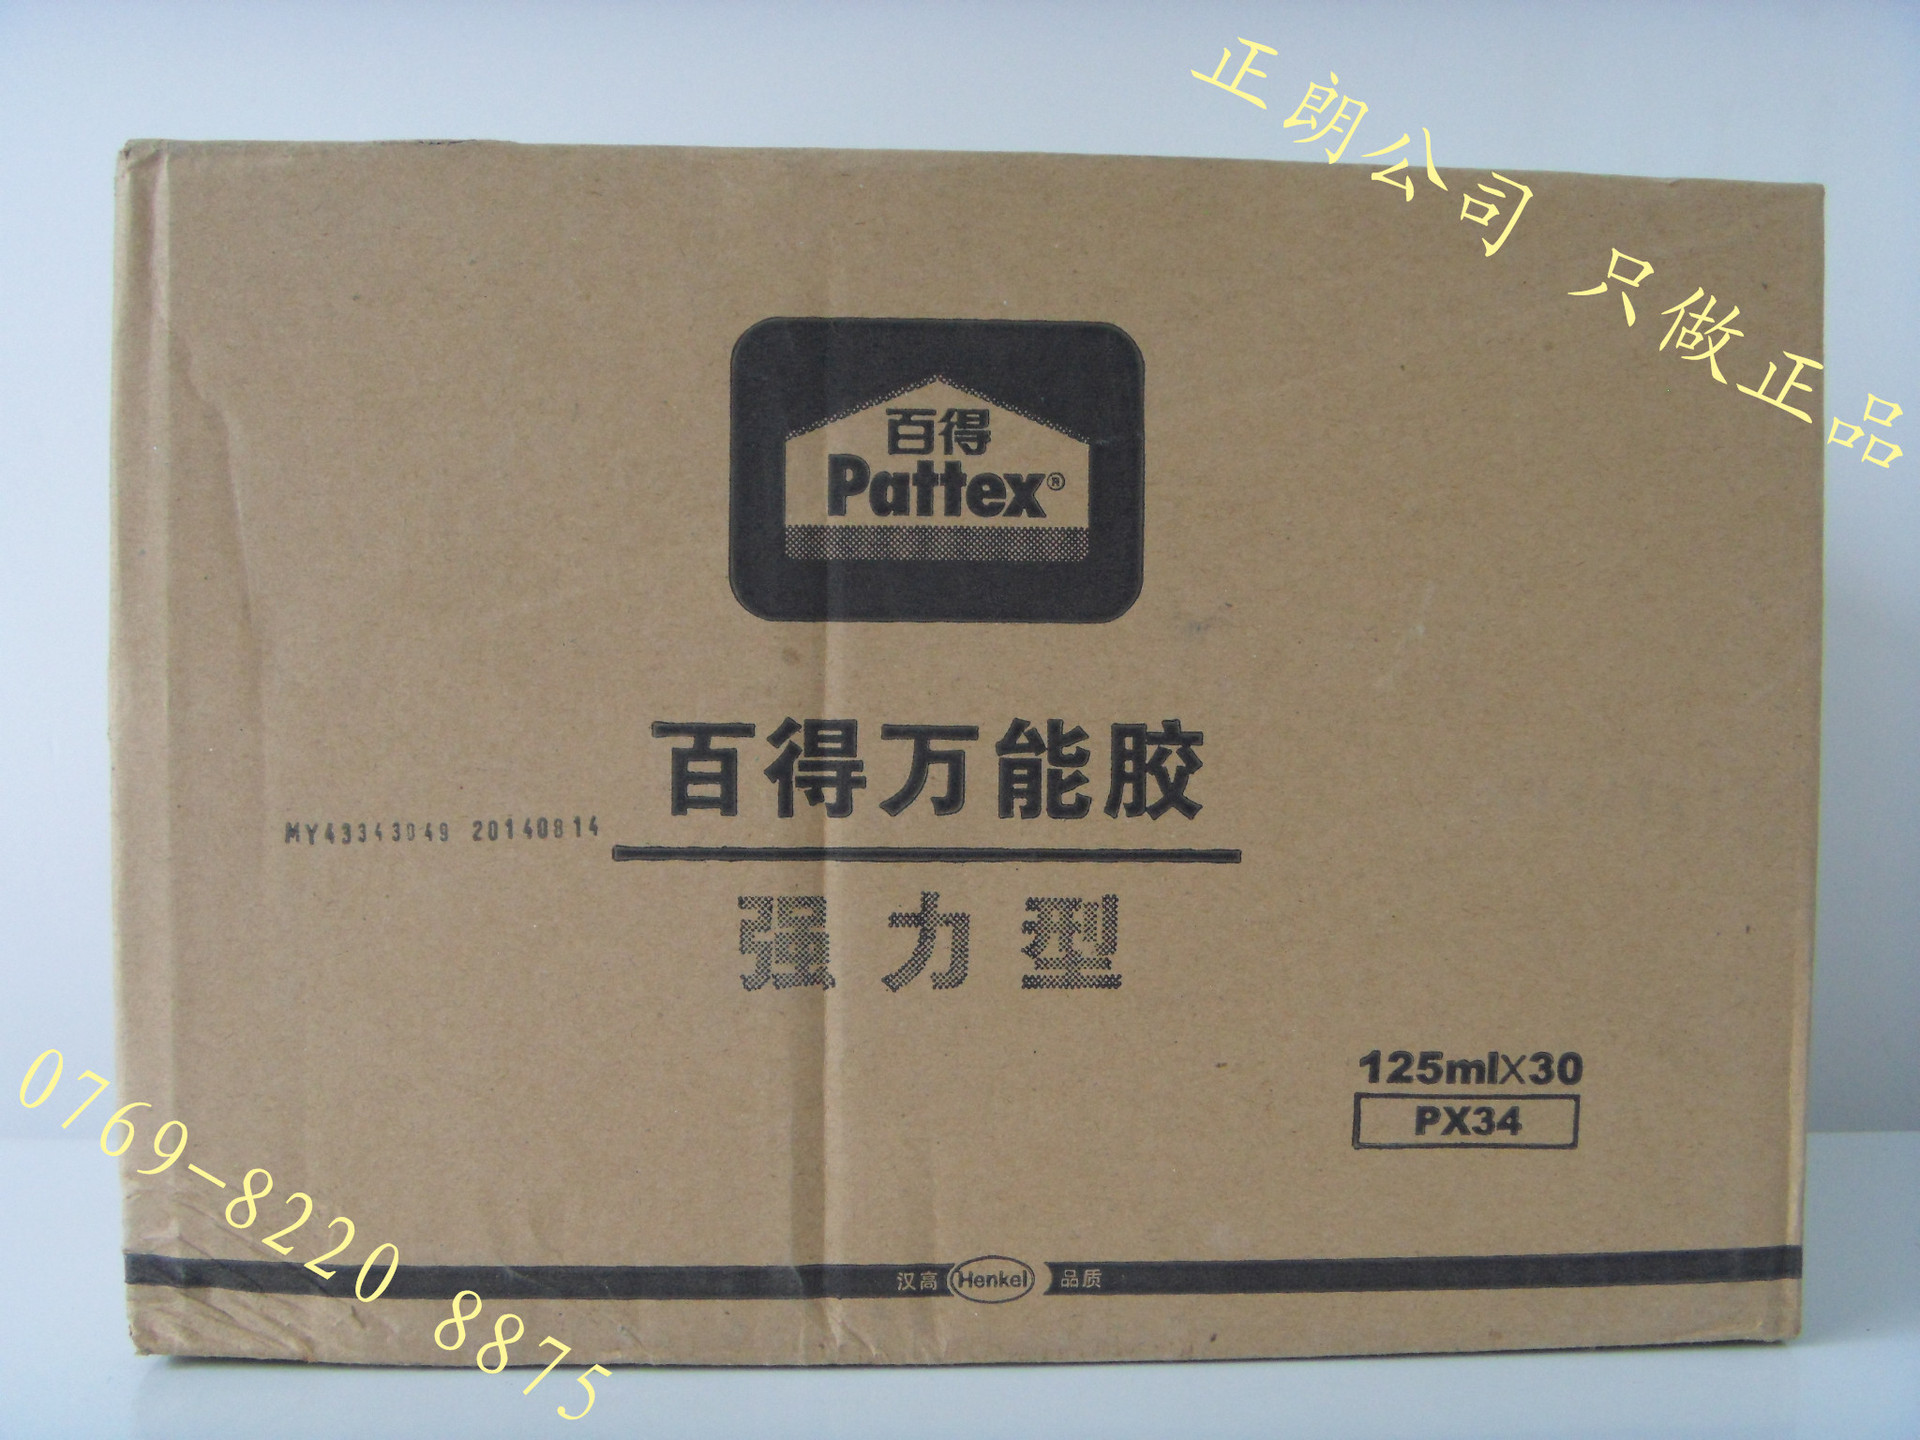 正朗公司 只做正品
百得
Pattex®
百得万能胶
MY43343049 20140814
强力型
125mlX30
PX34
0769-8220 8875
汉高 Henkel 品质